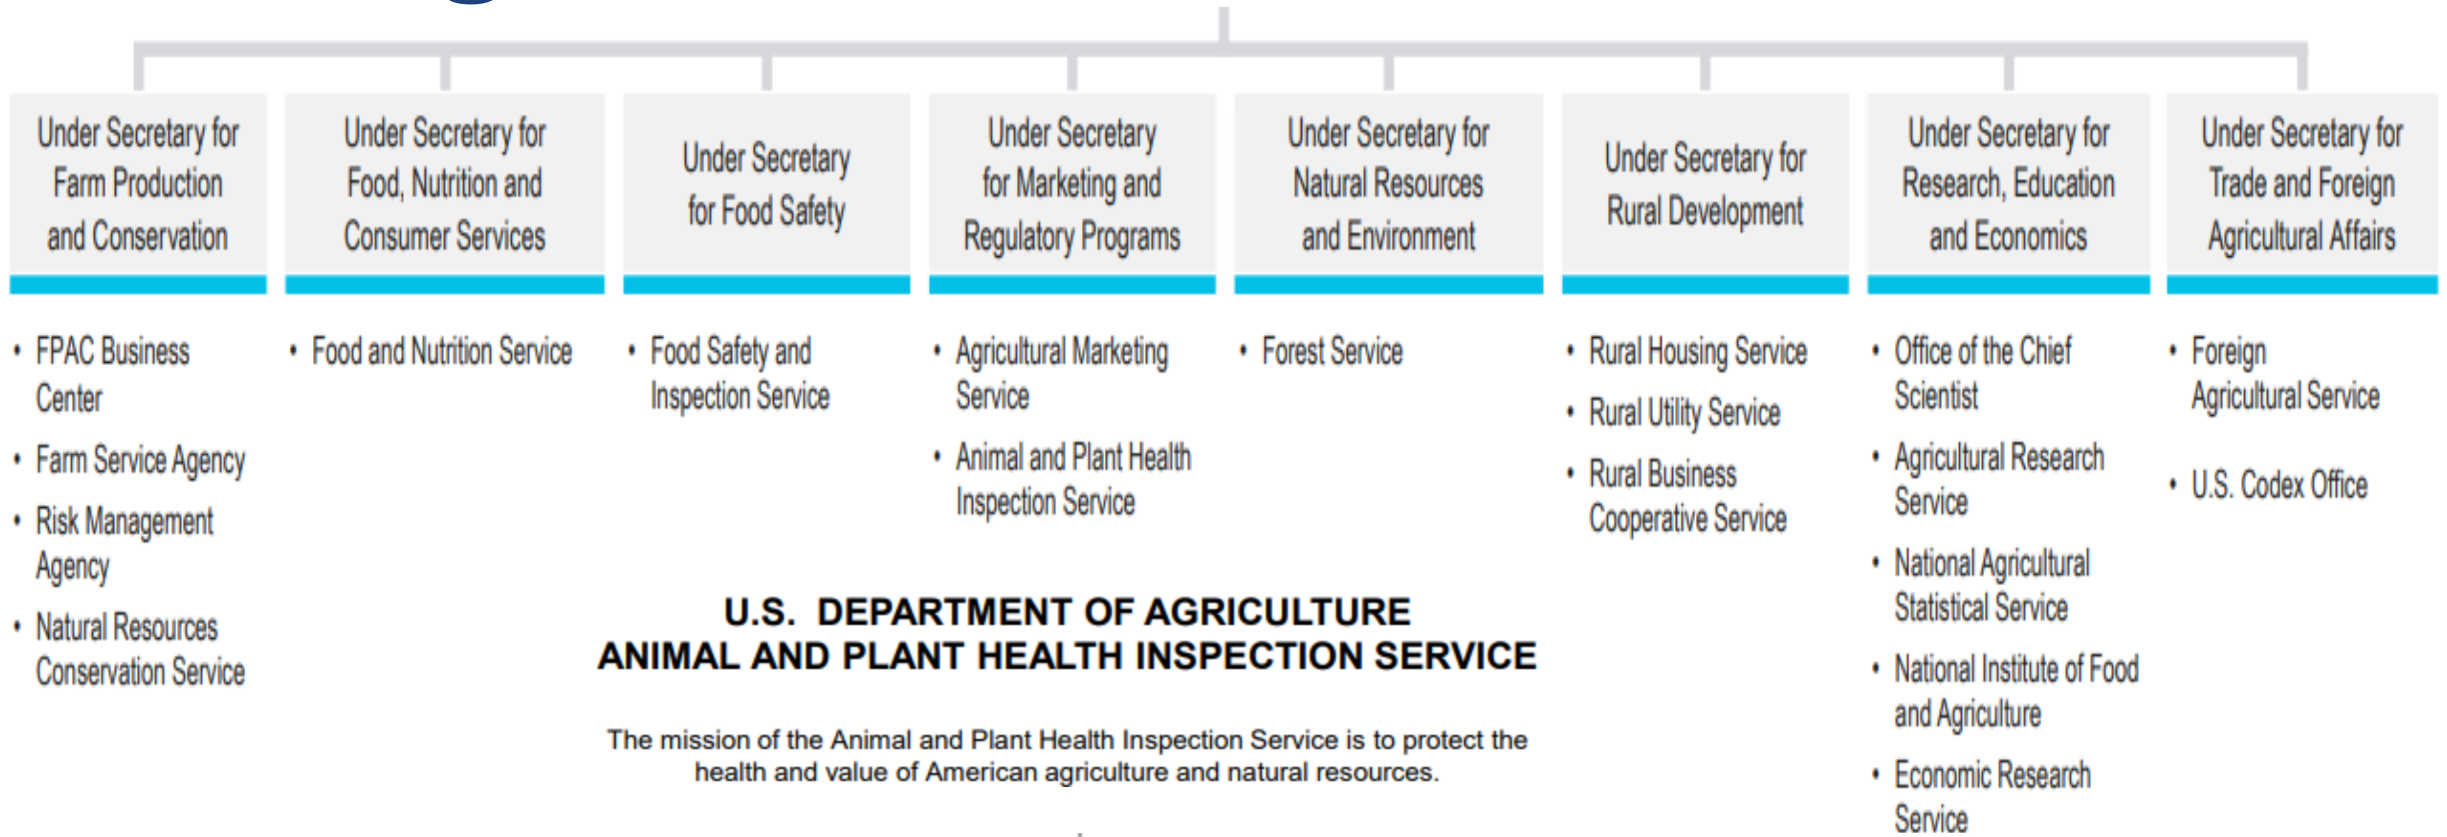 Under Secretary for
Farm Production
and Conservation
• FPAC Business
Center
• Farm Service Agency
• Risk Management
Agency
• Natural Resources
Conservation Service
Under Secretary for
Food, Nutrition and
Consumer Services
• Food and Nutrition Service
Under Secretary
for Food Safety
• Food Safety and
Inspection Service
Under Secretary
for Marketing and
Regulatory Programs
• Agricultural Marketing
Service
• Animal and Plant Health
Inspection Service
Under Secretary for
Natural Resources
and Environment
• Forest Service
Under Secretary for
Rural Development
• Rural Housing Service
• Rural Utility Service
• Rural Business
Cooperative Service
Under Secretary for
Research, Education
and Economics
• Office of the Chief
Scientist
• Agricultural Research
Service
• National Agricultural
Statistical Service
• National Institute of Food
and Agriculture
• Economic Research
Service
Under Secretary for
Trade and Foreign
Agricultural Affairs
• Foreign
Agricultural Service
• U.S. Codex Office
U.S. DEPARTMENT OF AGRICULTURE
ANIMAL AND PLANT HEALTH INSPECTION SERVICE
The mission of the Animal and Plant Health Inspection Service is to protect the
health and value of American agriculture and natural resources.